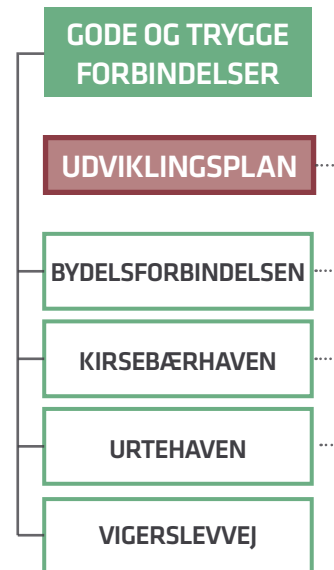 GODE OG TRYGGE
FORBINDELSER
UDVIKLINGSPLAN
BYDELSFORBINDELSEN
KIRSEBÆRHAVEN
URTEHAVEN
VIGERSLEVVEJ